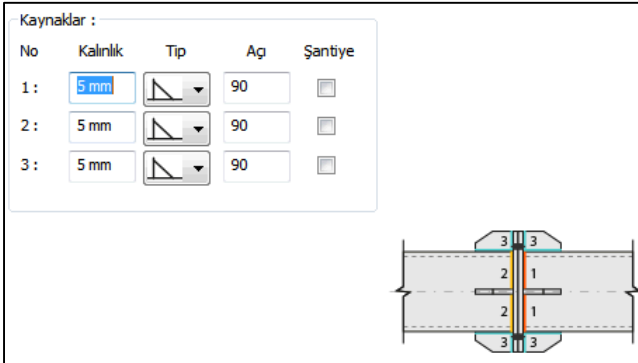 Kaynaklar :
No Kalınlık Tip Açı Şantiye
1 : 5 mm 90
2 : 5 mm 90
3 : 5 mm 90
3 3
2 1
2 1
3 3